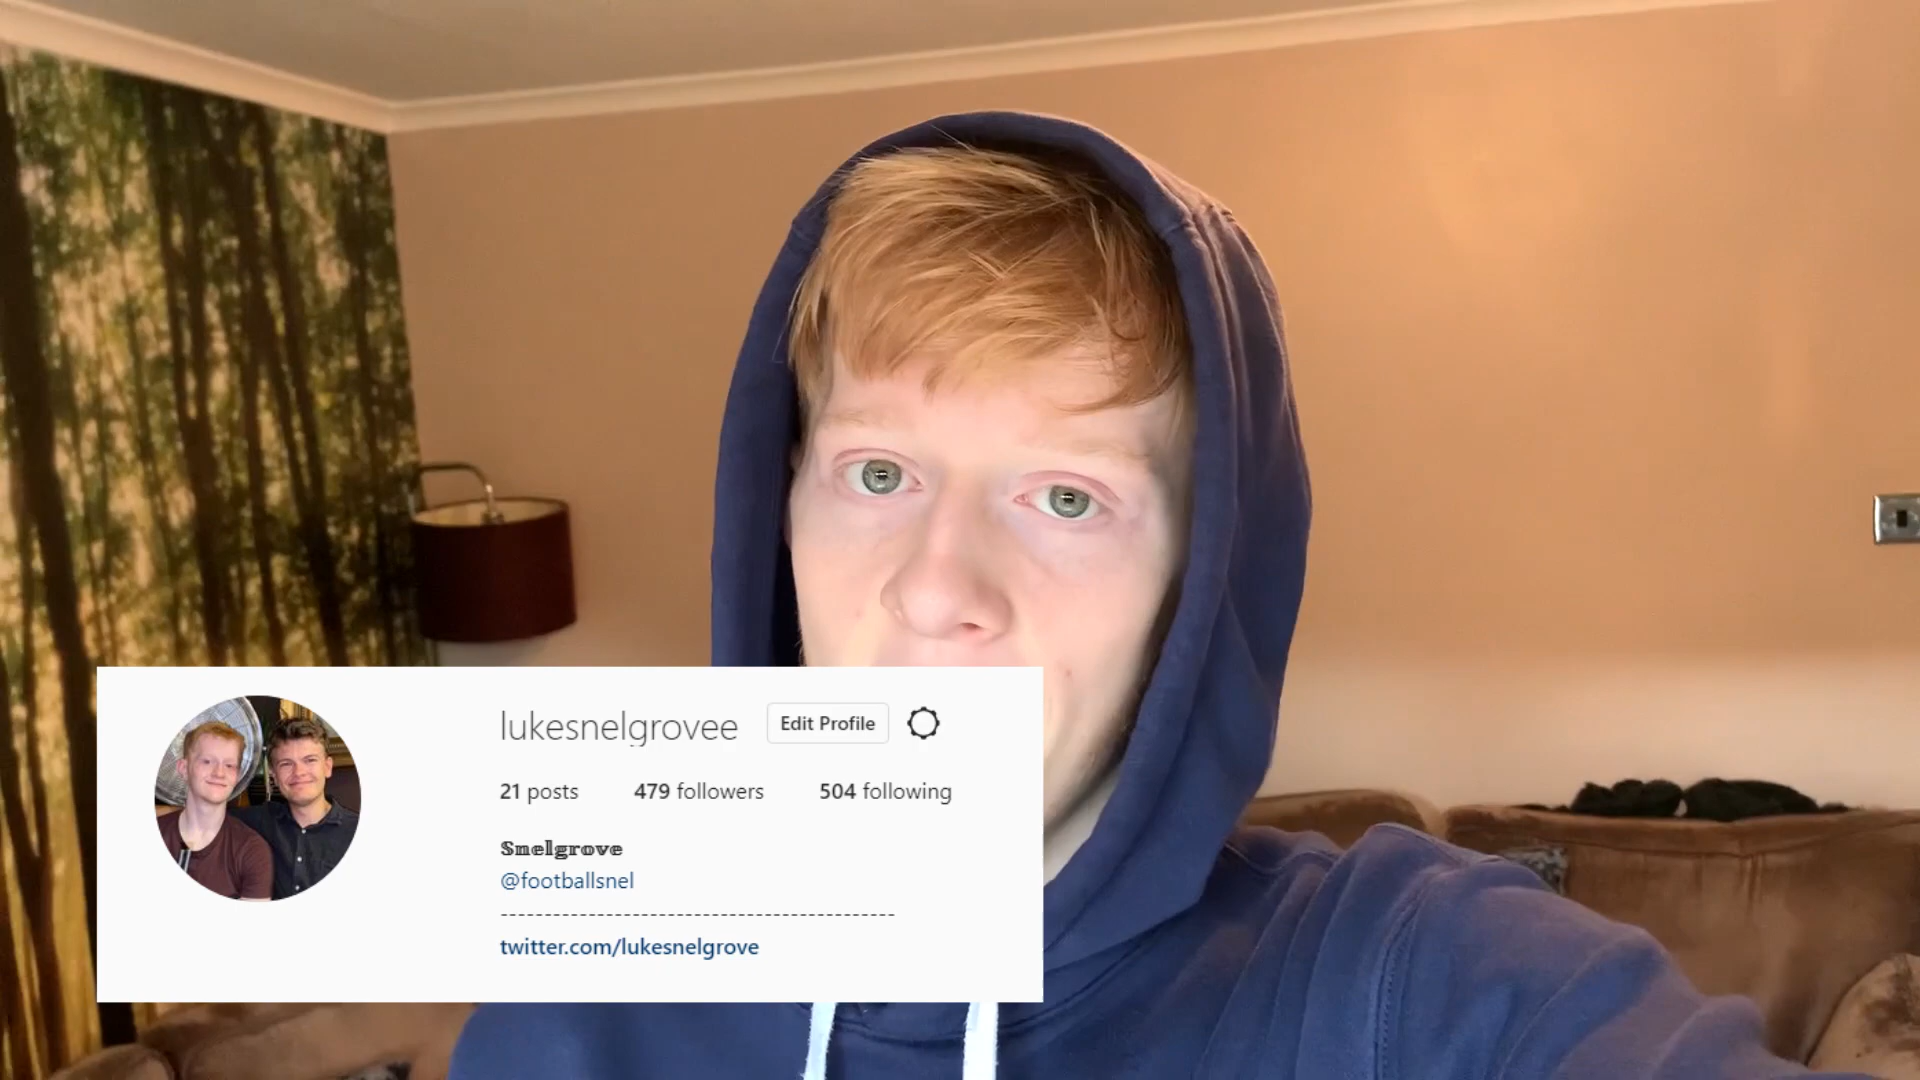 lukesnelgrovee Edit Profile
21 posts 479 followers 504 following
𝕊𝕟𝕖𝕝𝕘𝕣𝕠𝕧𝕖
@footballsnel
--------------------------------------------
twitter.com/lukesnelgrove